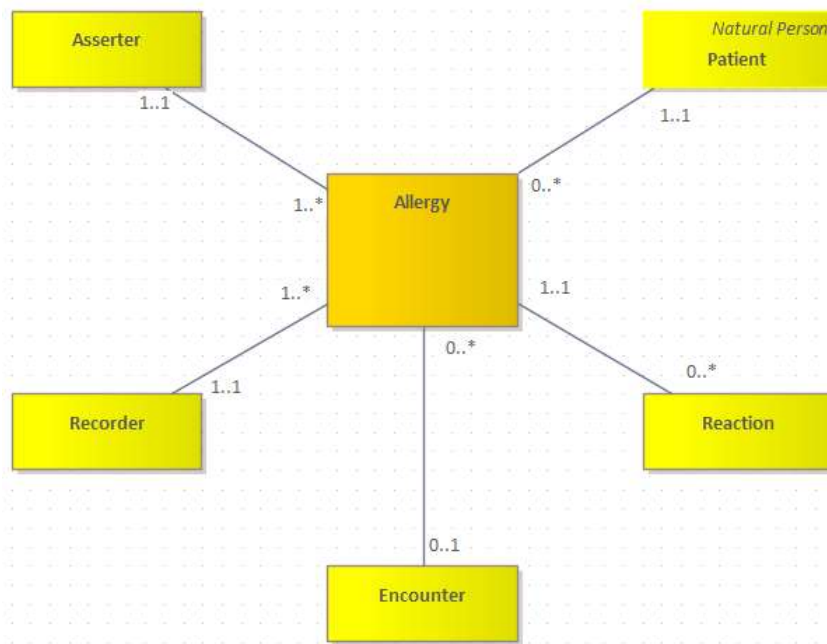 Asserter
Natural Person
Patient
1..1
1..1
1..*
Allergy
0..*
1..*
1..1
1..1
0..*
0..*
Recorder
Reaction
0..1
Encounter